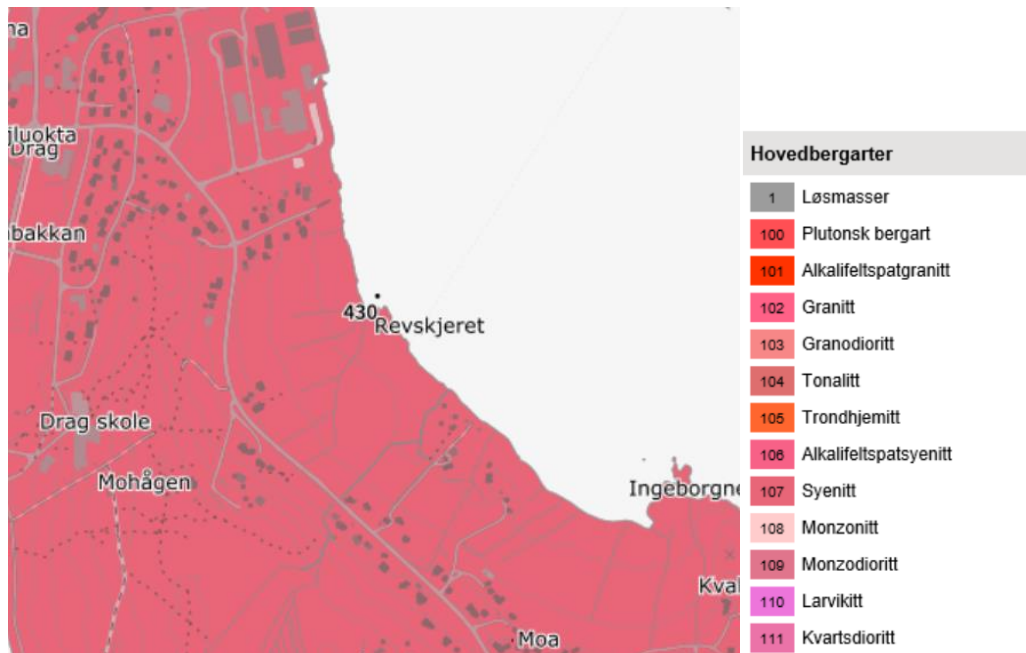 na
jluokta
Drag
bakkan
430
Revskjeret
Drag skole
Mohågen
Ingeborgne
Kval
Moa
Hovedbergarter
1 Løsmasser
100 Plutonsk bergart
101 Alkalifeltspatgranitt
102 Granitt
103 Granodioritt
104 Tonalitt
105 Trondhjemitt
106 Alkalifeltspatsyenitt
107 Syenitt
108 Monzonitt
109 Monzodioritt
110 Larvikitt
111 Kvartsdioritt